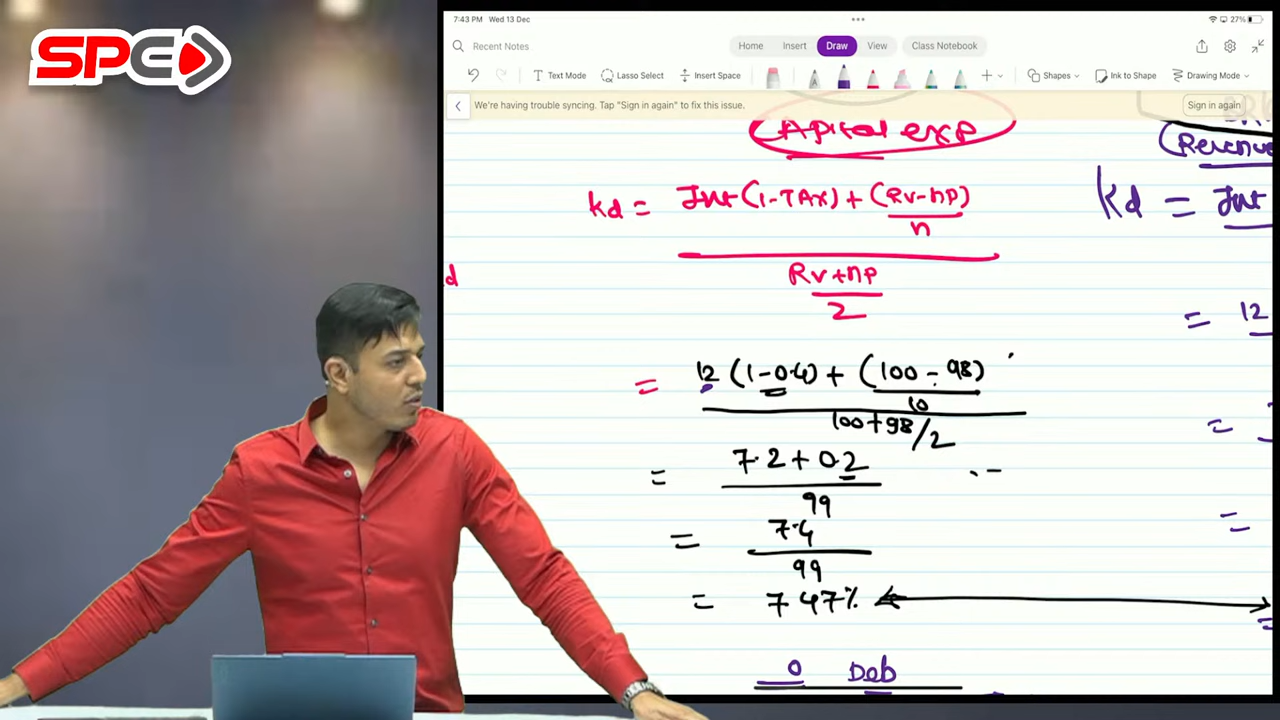 SPED
7:43 PM Wed 13 Dec
27%
Recent Notes
Home Insert Draw View Class Notebook
Text Mode Lasso Select Insert Space Shapes Ink to Shape Drawing Mode
We're having trouble syncing. Tap "Sign in again" to fix this issue. Sign in again
Capital exp
Revenue
kd = Int (1-TAX) + (Rv-np)
n
Rv+np
2
kd = Int
d
= 12 (1-0.4) + (100-98)
10
100+98/2
= 12
= 7.2 + 0.2
99
= 7.4
99
= 7.47%
0 Deb